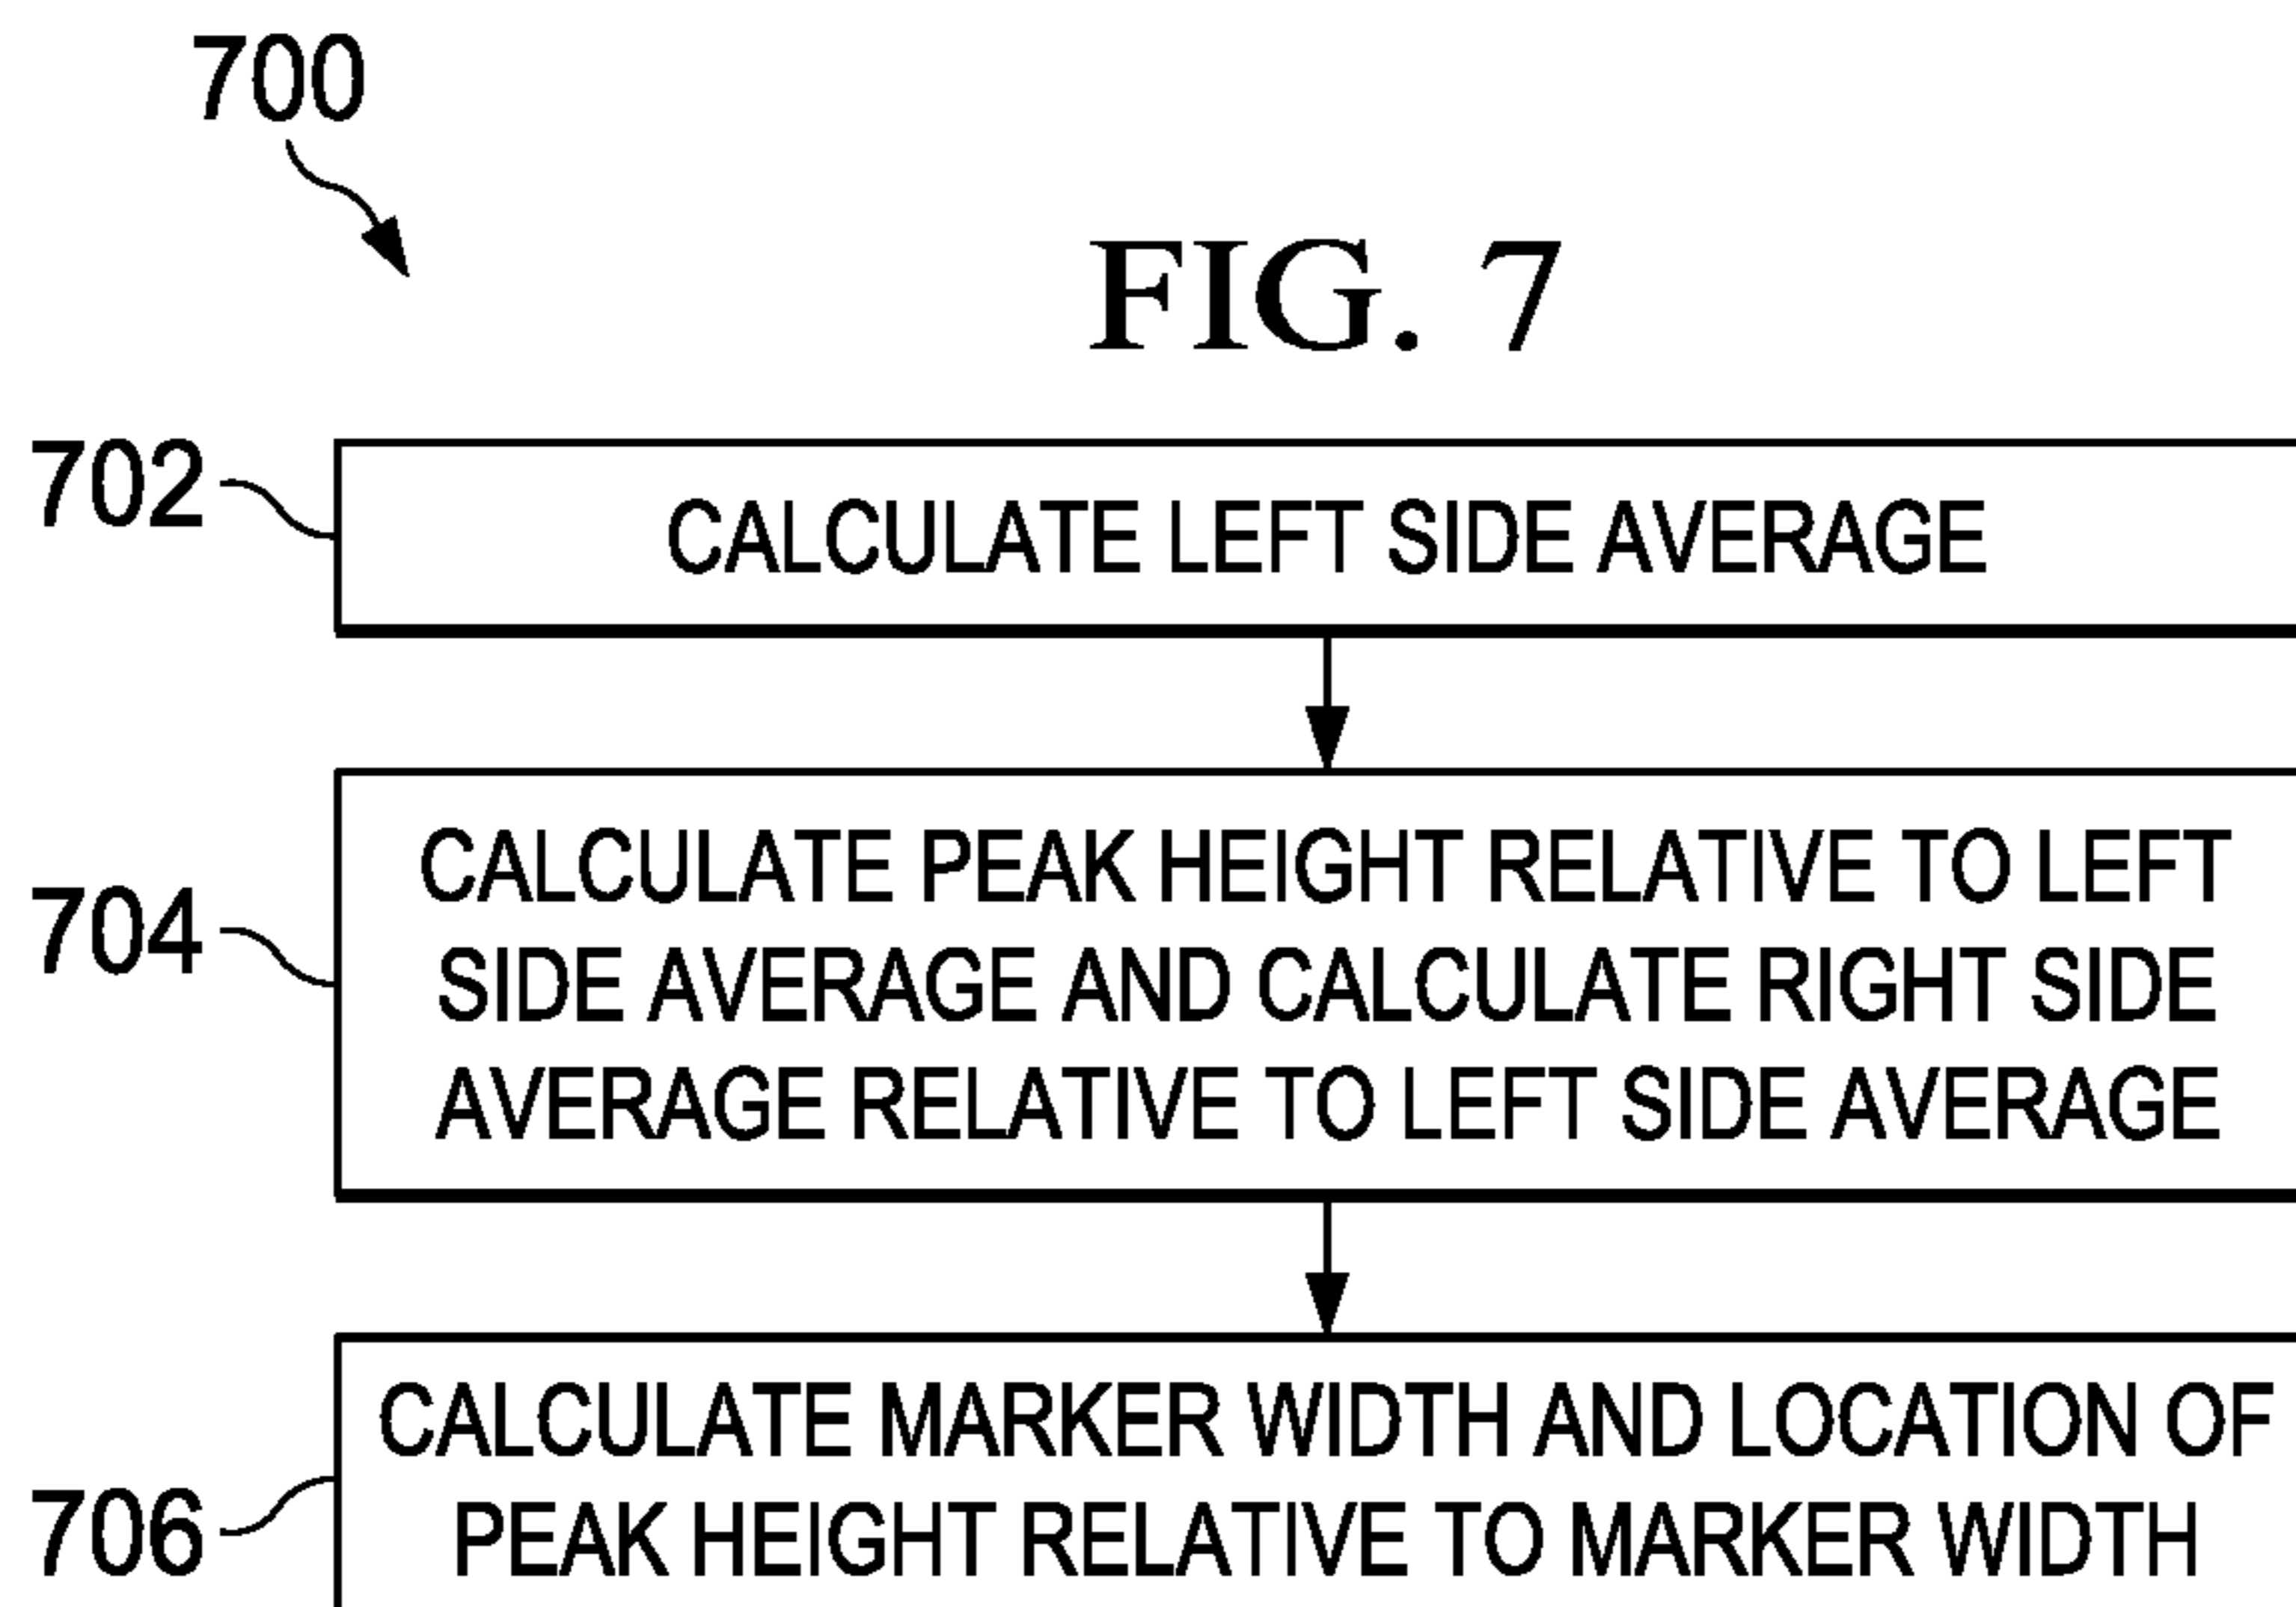 700
FIG. 7
702
CALCULATE LEFT SIDE AVERAGE
704
CALCULATE PEAK HEIGHT RELATIVE TO LEFT
SIDE AVERAGE AND CALCULATE RIGHT SIDE
AVERAGE RELATIVE TO LEFT SIDE AVERAGE
706
CALCULATE MARKER WIDTH AND LOCATION OF
PEAK HEIGHT RELATIVE TO MARKER WIDTH